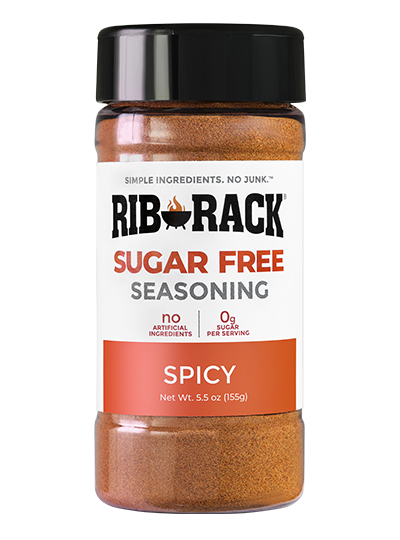 SIMPLE INGREDIENTS. NO JUNK.™
RIB RACK®
SUGAR FREE
SEASONING
no
ARTIFICIAL
INGREDIENTS
0g
SUGAR
PER SERVING
SPICY
Net Wt. 5.5 oz (155g)